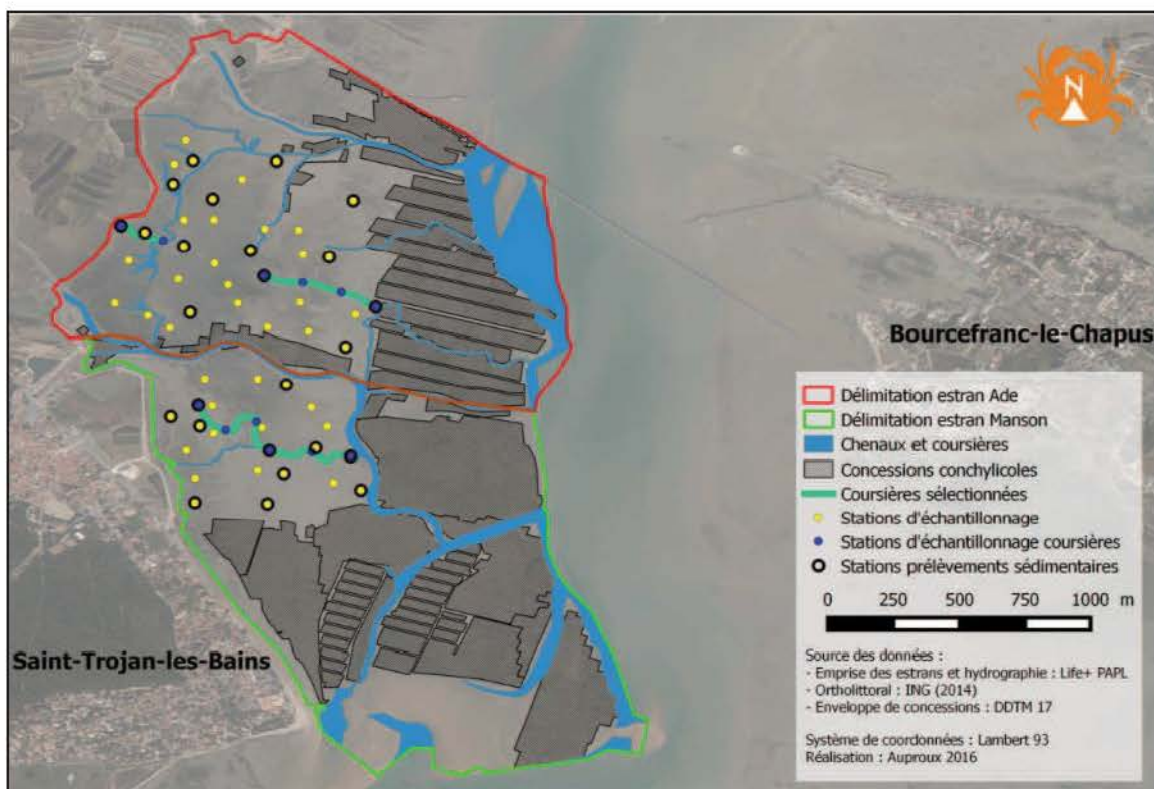 N
Bourcefranc-le-Chapus
Saint-Trojan-les-Bains
Délimitation estran Ade
Délimitation estran Manson
Chenaux et coursières
Concessions conchylicoles
Coursières sélectionnées
Stations d'échantillonnage
Stations d'échantillonnage coursières
Stations prélèvements sédimentaires
0 250 500 750 1000 m
Source des données :
- Emprise des estrans et hydrographie : Life+ PAPL
- Ortholittoral : ING (2014)
- Enveloppe de concessions : DDTM 17
Système de coordonnées : Lambert 93
Réalisation : Auproux 2016